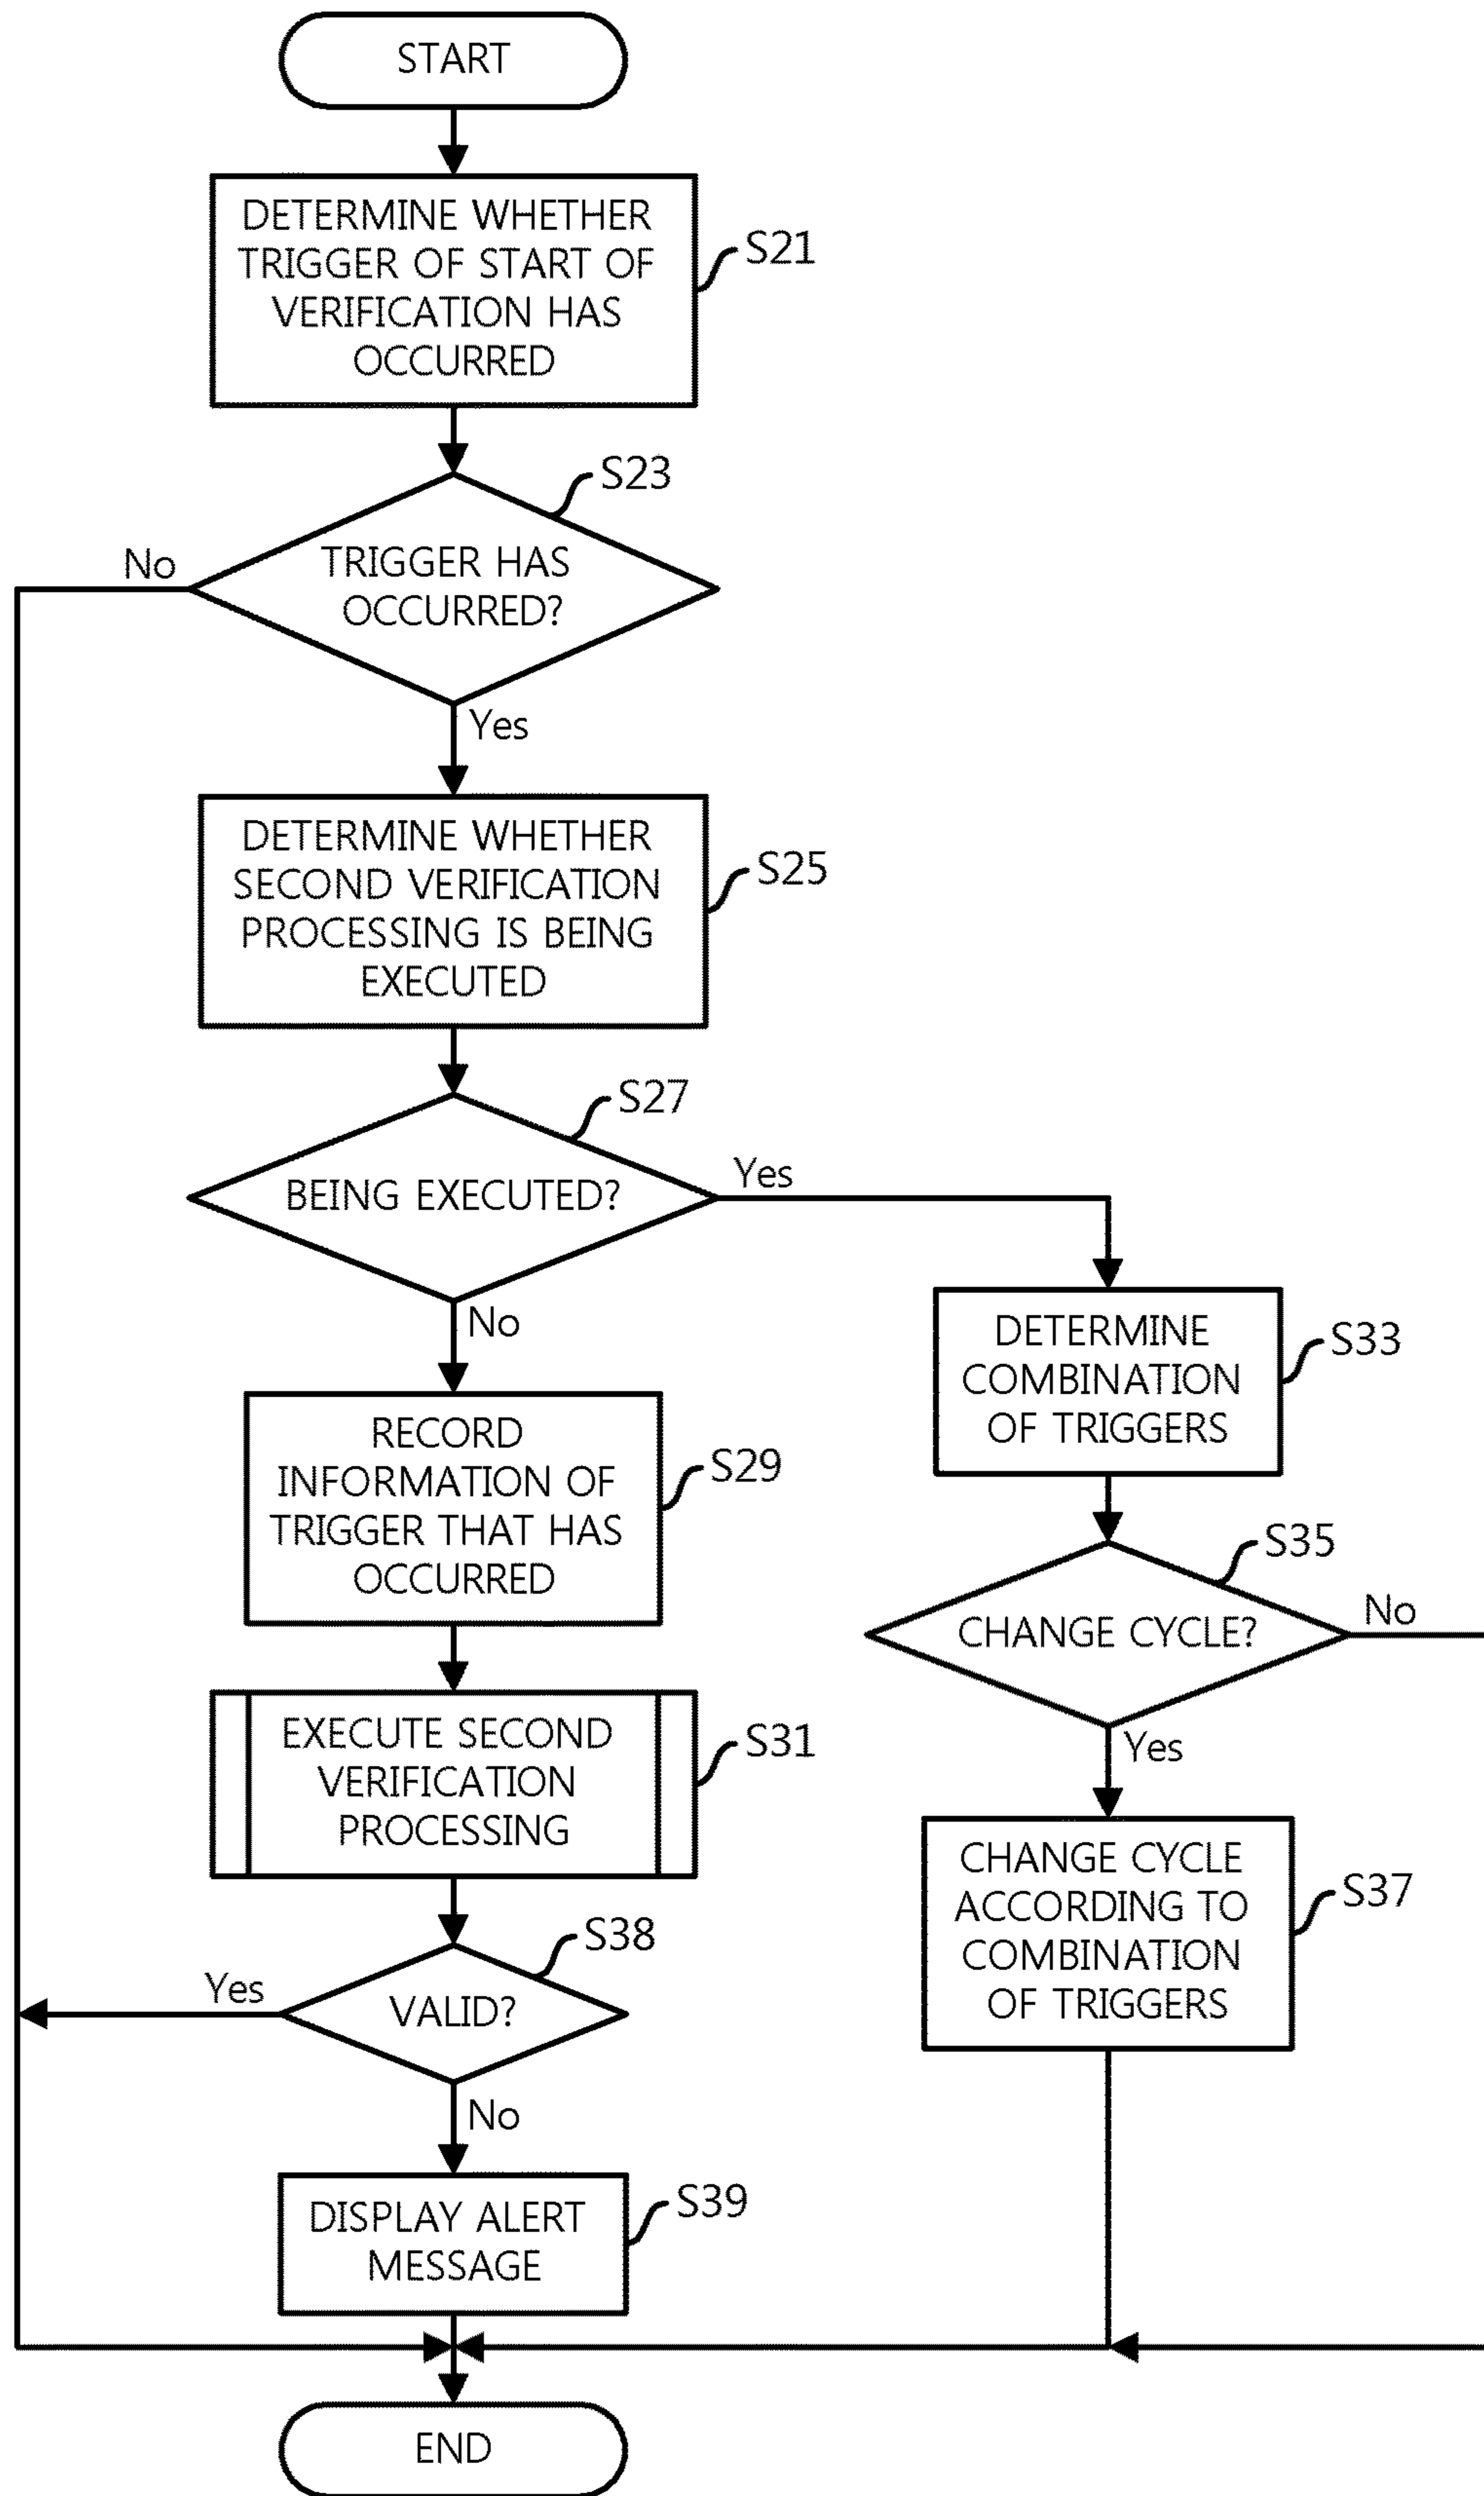 START
DETERMINE WHETHER
TRIGGER OF START OF
VERIFICATION HAS
OCCURRED
S21
S23
No
TRIGGER HAS
OCCURRED?
Yes
DETERMINE WHETHER
SECOND VERIFICATION
PROCESSING IS BEING
EXECUTED
S25
S27
BEING EXECUTED?
Yes
No
RECORD
INFORMATION OF
TRIGGER THAT HAS
OCCURRED
S29
EXECUTE SECOND
VERIFICATION
PROCESSING
S31
S38
Yes
VALID?
No
DISPLAY ALERT
MESSAGE
S39
DETERMINE
COMBINATION
OF TRIGGERS
S33
S35
CHANGE CYCLE?
No
Yes
CHANGE CYCLE
ACCORDING TO
COMBINATION
OF TRIGGERS
S37
END